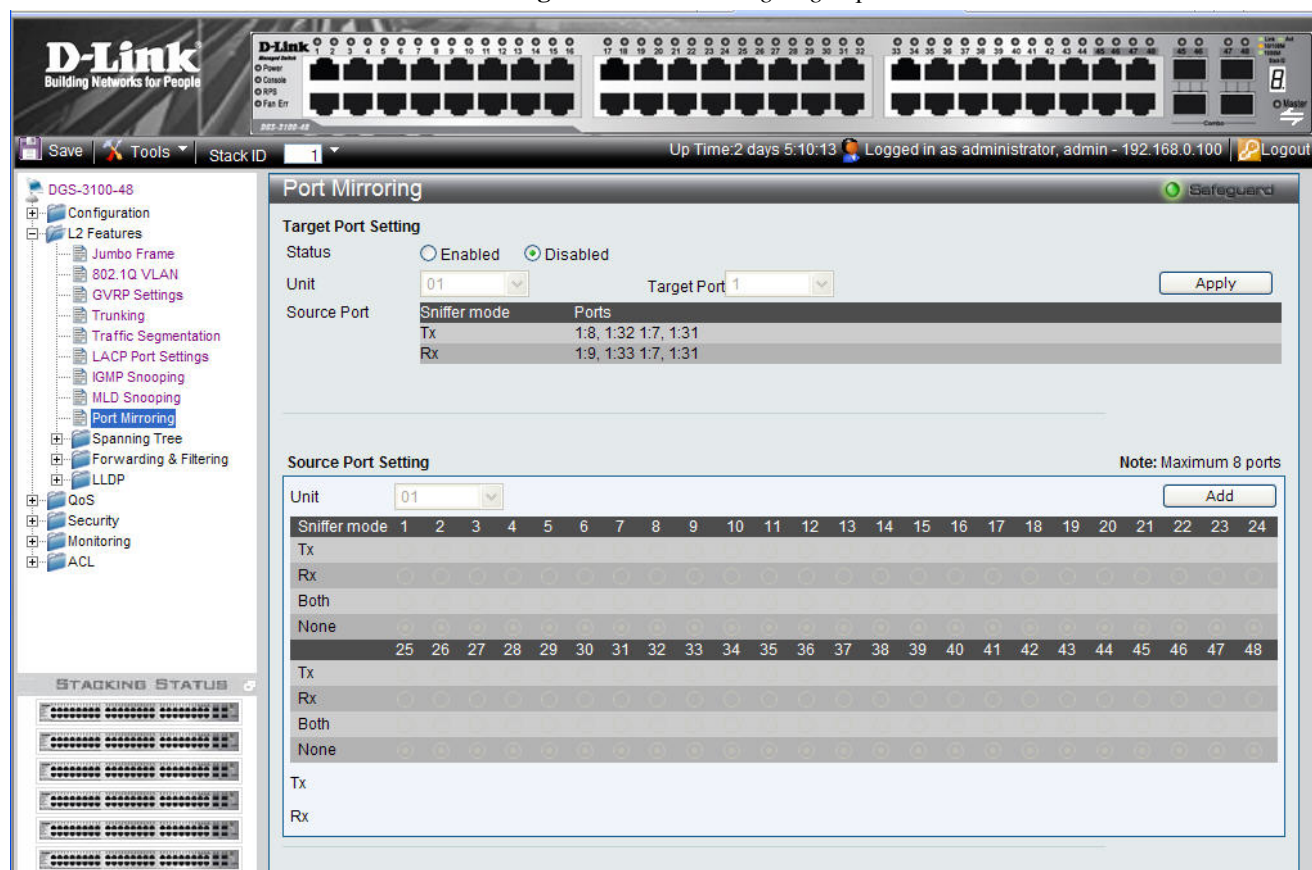 D-Link
Building Networks for People
D-Link
1 2 3 4 5 6 7 8 9 10 11 12 13 14 15 16 17 18 19 20 21 22 23 24 25 26 27 28 29 30 31 32 33 34 35 36 37 38 39 40 41 42 43 44 45 46 47 48 45 46 47 48
Power
Console
RPS
Fan Err
Master
Combo
DGS-3100-48
Save Tools Stack ID 1 Up Time:2 days 5:10:13 Logged in as administrator, admin - 192.168.0.100 Logout
DGS-3100-48
Configuration
L2 Features
Jumbo Frame
802.1Q VLAN
GVRP Settings
Trunking
Traffic Segmentation
LACP Port Settings
IGMP Snooping
MLD Snooping
Port Mirroring
Spanning Tree
Forwarding & Filtering
LLDP
QoS
Security
Monitoring
ACL
STACKING STATUS
Port Mirroring Safeguard
Target Port Setting
Status Enabled Disabled
Unit 01 Target Port 1 Apply
Source Port Sniffer mode Ports
Tx 1:8, 1:32 1:7, 1:31
Rx 1:9, 1:33 1:7, 1:31
Source Port Setting Note: Maximum 8 ports
Unit 01 Add
Sniffer mode 1 2 3 4 5 6 7 8 9 10 11 12 13 14 15 16 17 18 19 20 21 22 23 24
Tx
Rx
Both
None
25 26 27 28 29 30 31 32 33 34 35 36 37 38 39 40 41 42 43 44 45 46 47 48
Tx
Rx
Both
None
Tx
Rx